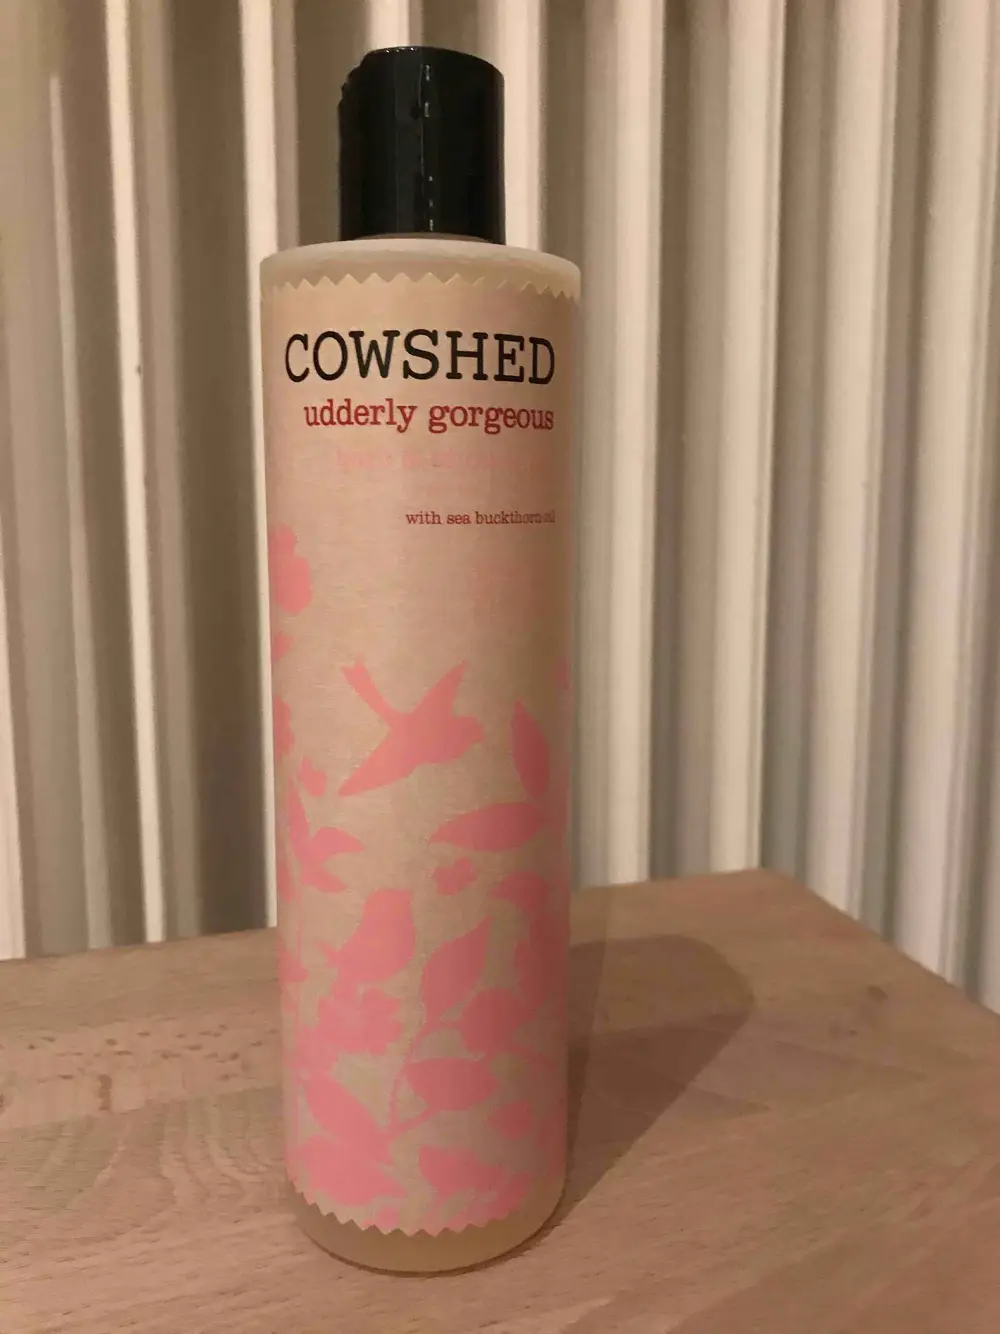 COWSHED
udderly gorgeous
with sea buckthorn oil